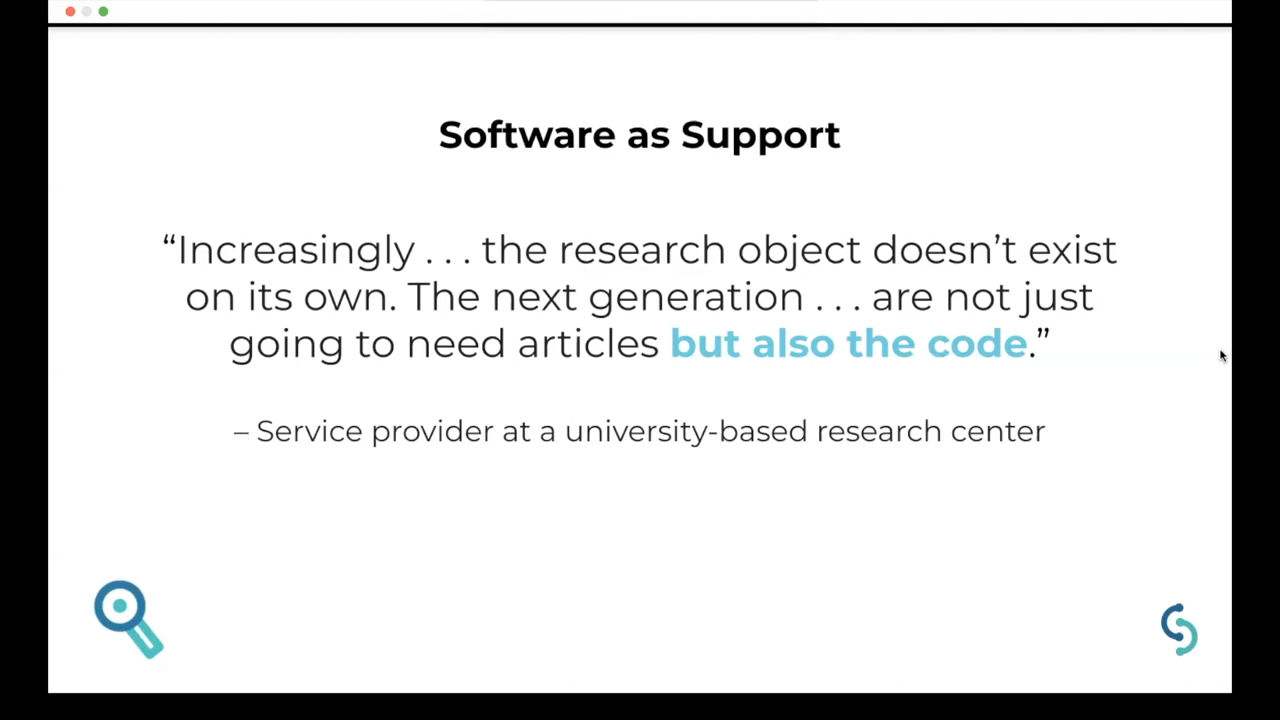 Software as Support
“Increasingly . . . the research object doesn’t exist
on its own. The next generation . . . are not just
going to need articles but also the code.”
– Service provider at a university-based research center